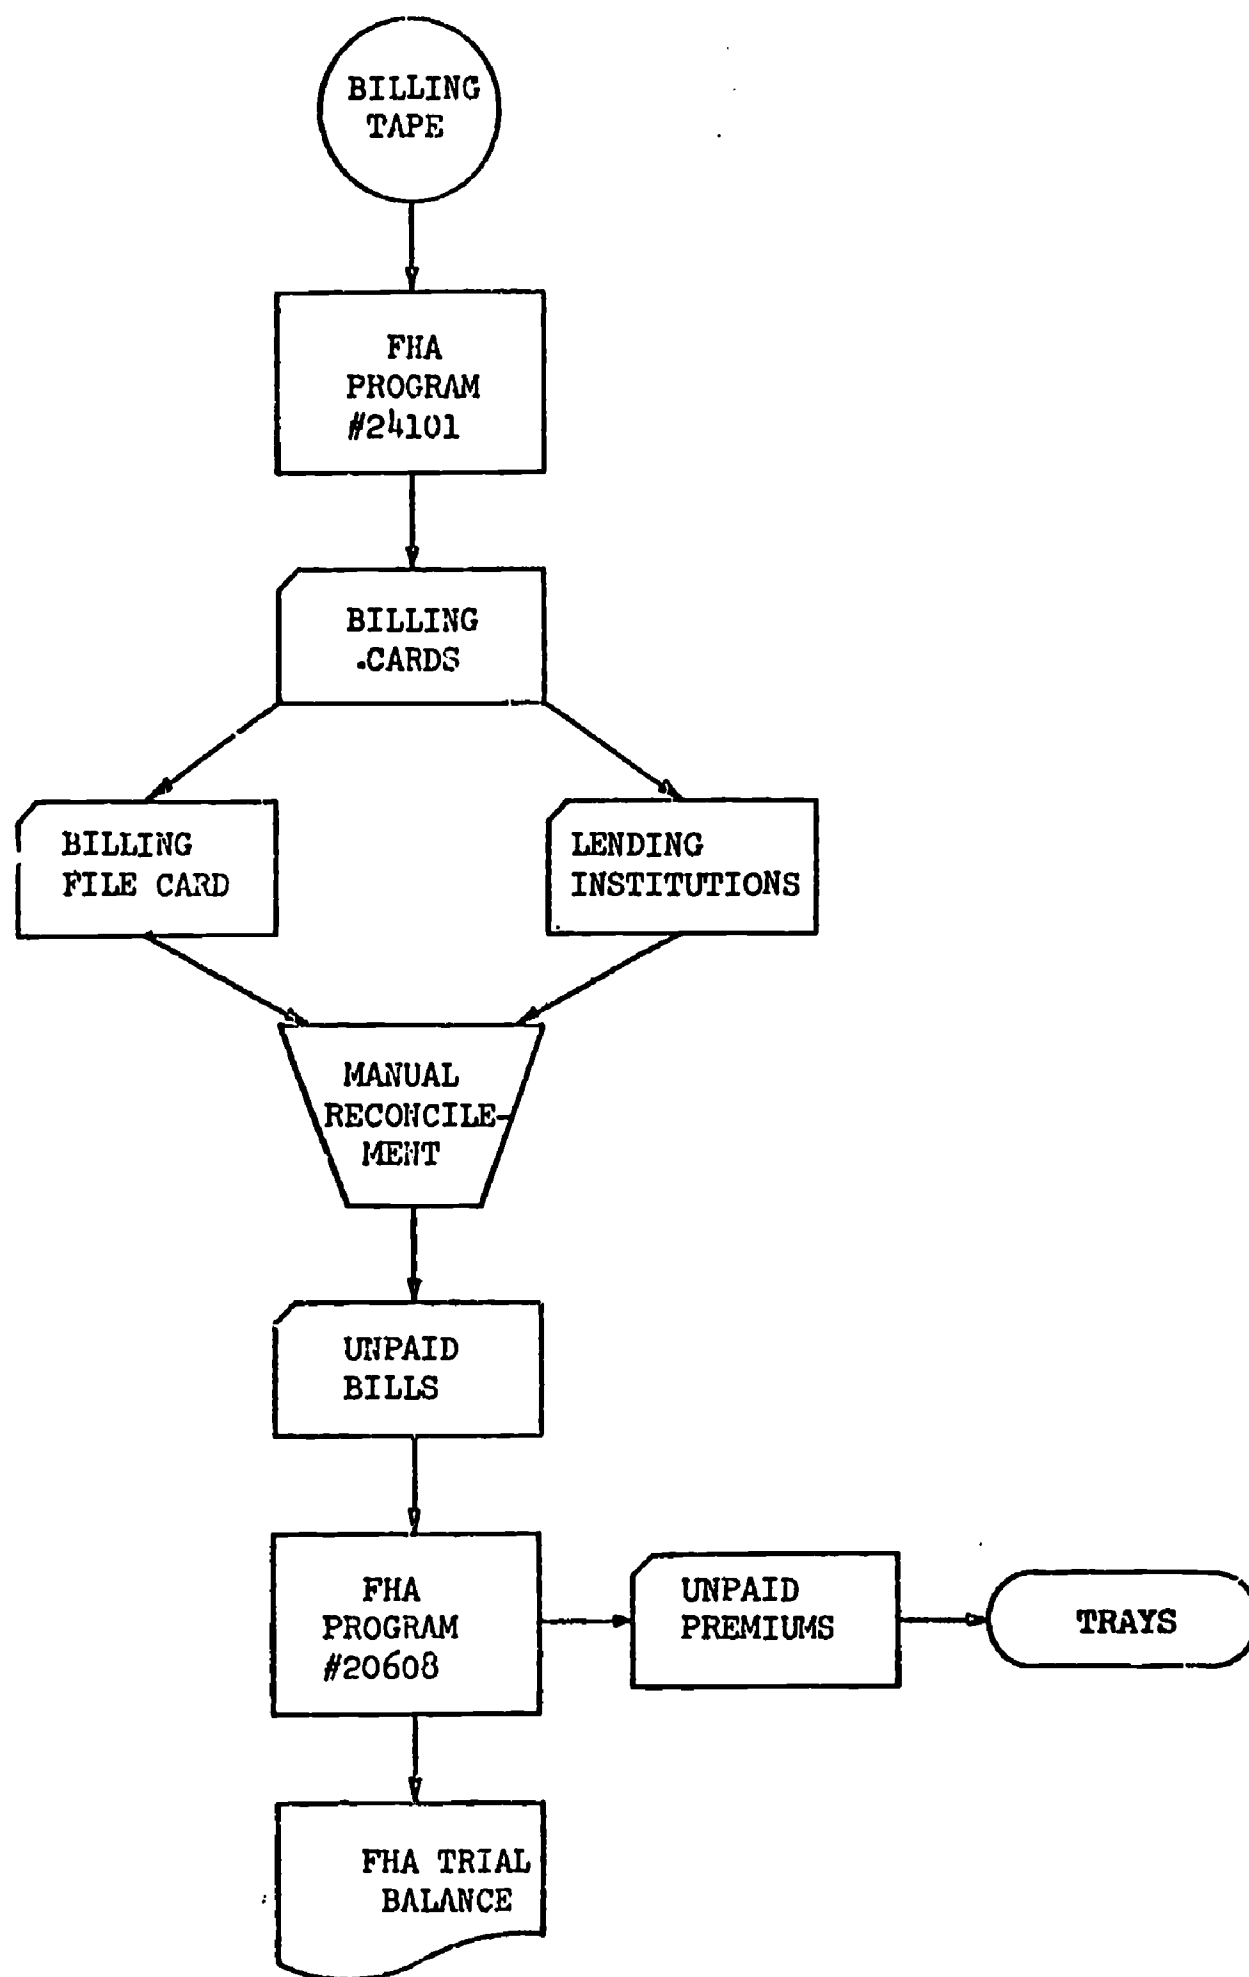 BILLING
TAPE
FHA
PROGRAM
#24101
BILLING
.CARDS
BILLING
FILE CARD
LENDING
INSTITUTIONS
MANUAL
RECONCILE-
MENT
UNPAID
BILLS
FHA
PROGRAM
#20608
UNPAID
PREMIUMS
TRAYS
FHA TRIAL
BALANCE